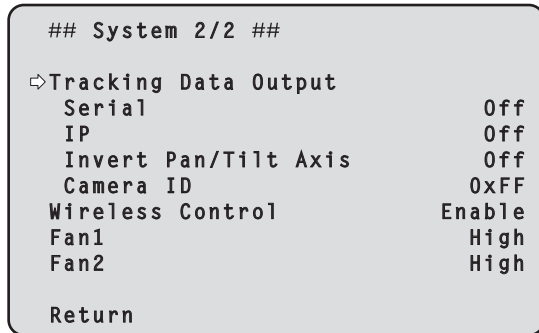 ## System 2/2 ##
⇨Tracking Data Output
Serial Off
IP Off
Invert Pan/Tilt Axis Off
Camera ID 0xFF
Wireless Control Enable
Fan1 High
Fan2 High
Return